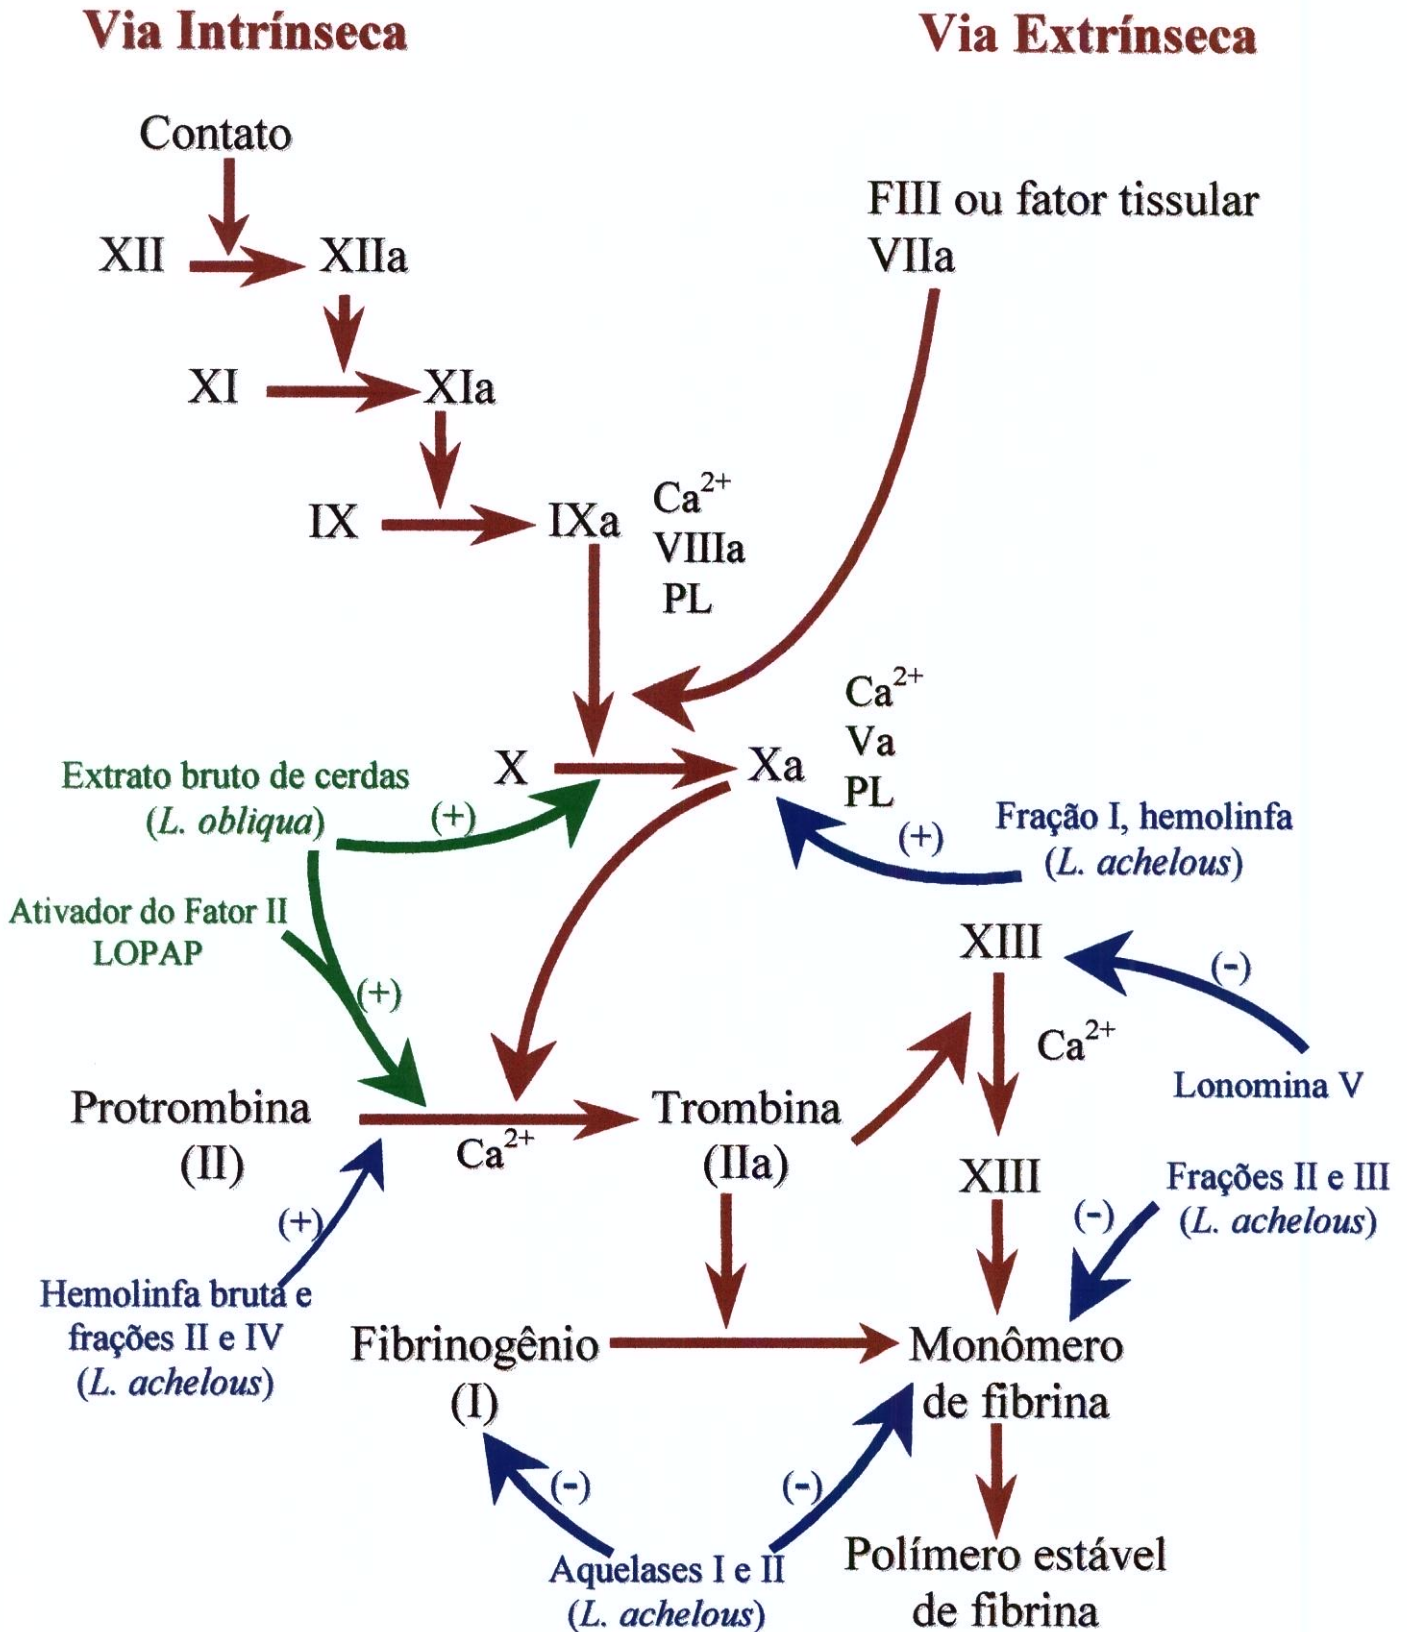 Via Intrínseca
Via Extrínseca
Contato
FIII ou fator tissular
VIIa
XII
XIIa
XI
XIa
IX
IXa
Ca²⁺
VIIIa
PL
X
Xa
Ca²⁺
Va
PL
Extrato bruto de cerdas
(L. obliqua)
(+)
(+)
Fração I, hemolinfa
(L. achelous)
Ativador do Fator II
LOPAP
(+)
XIII
(-)
Ca²⁺
Lonomina V
Protrombina
(II)
Ca²⁺
Trombina
(IIa)
XIII
Frações II e III
(L. achelous)
(-)
(+)
Hemolinfa bruta e
frações II e IV
(L. achelous)
Fibrinogênio
(I)
Monômero
de fibrina
(-)
(-)
Aquelases I e II
(L. achelous)
Polímero estável
de fibrina